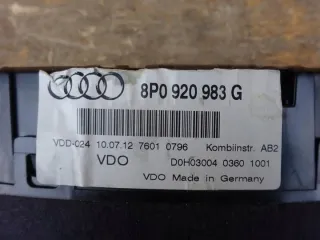 8P0 920 983 G
VDD-024 10.07.12 7601 0796 Kombiinstr. AB2
VDO D0H03004 0360 1001
VDO Made in Germany